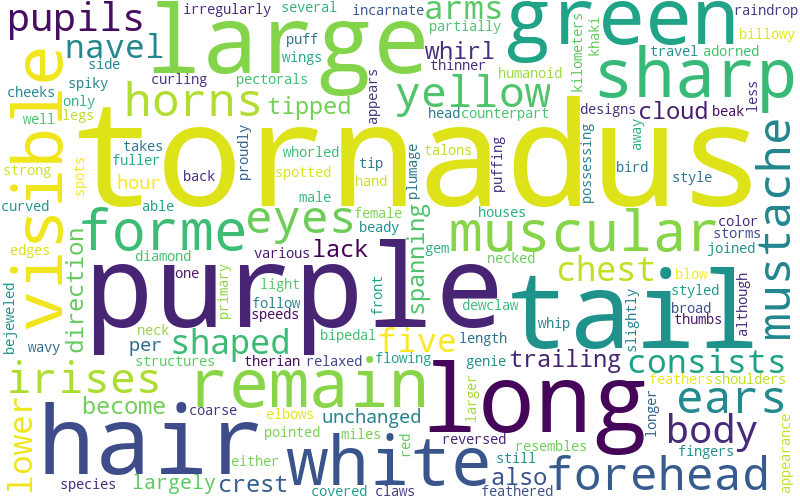 pupils irregularly several arms incarnate green raindrop
large partially billowy
navel puff whirl thinner kilometers khaki travel adorned
side wings sharp
cheeks spiky curling tipped yellow humanoid less
visible only horns pectorals appears head counterpart designs cloud beak
well legs
tornadus
strong takes back proudly whorled tip plumage talons puffing possessing bird away style mustache
fuller hour spotted hand
able male female
curved spots forme eyes beady houses muscular color storms
edges direction diamond various lack spanning gem necked joined
bejeweled one purple light front dewclaw chest blow although
primary follow tail styled broad
wavy neck therian speeds whip slightly thumbs
per shaped bipedal five length
structures relaxed flowing genie trailing consists
irises remain larger long feathers shoulders
lower become coarse elbows unchanged longer ears appearance
hair pointed miles red reversed resembles fingers body
either white still
largely crest also forehead
species covered claws feathered